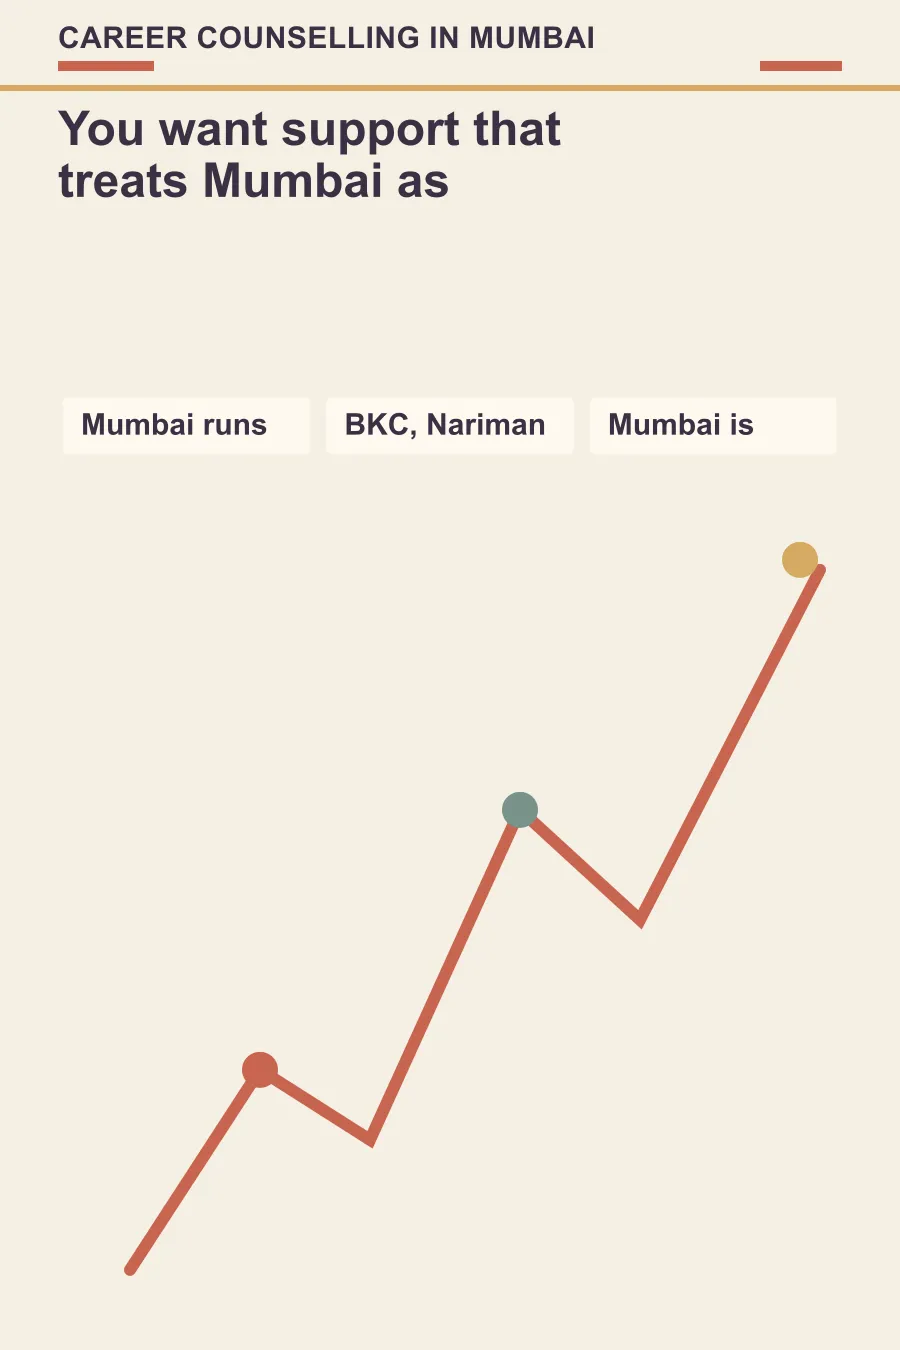 CAREER COUNSELLING IN MUMBAI
You want support that
treats Mumbai as
Mumbai runs
BKC, Nariman
Mumbai is